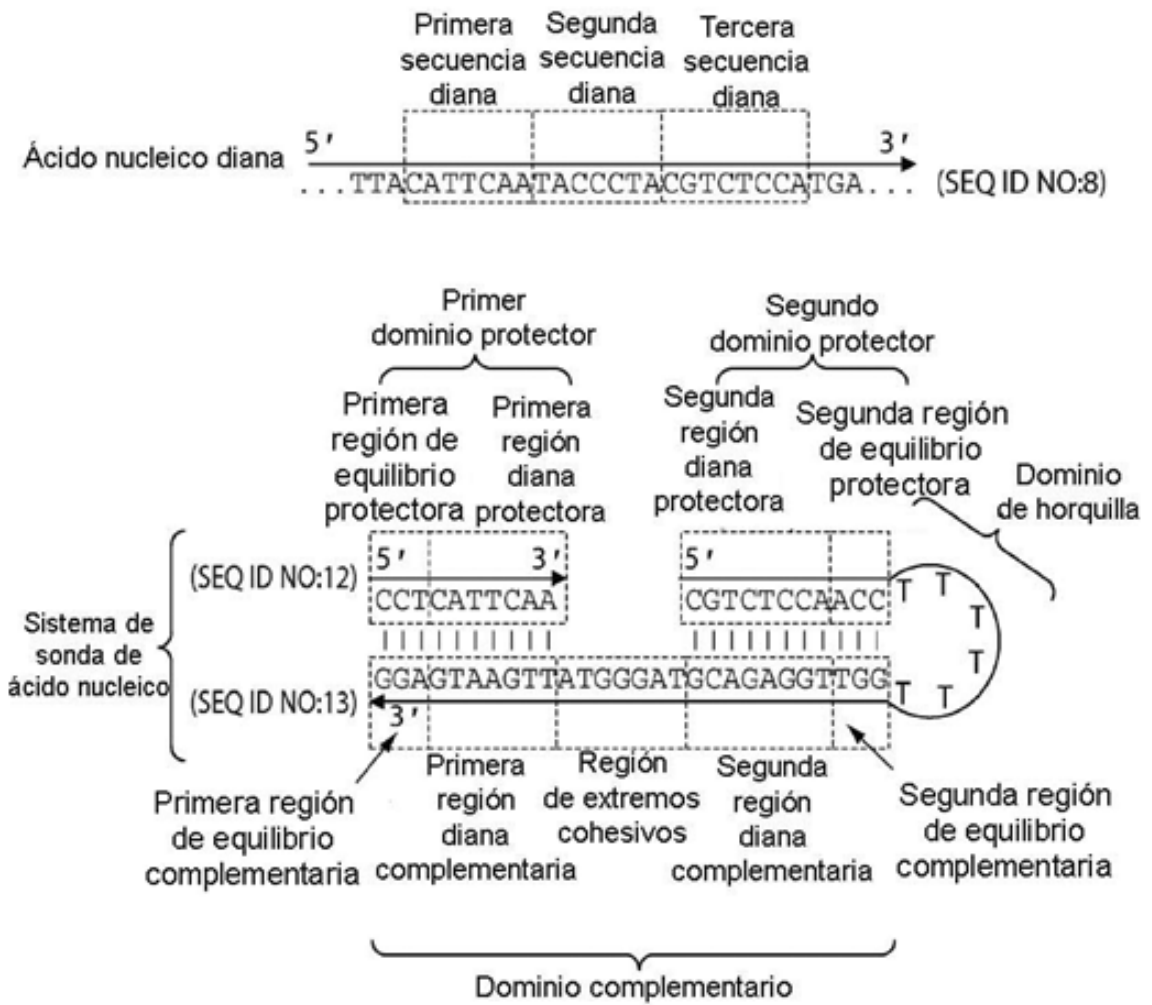 Primera
secuencia
diana
Segunda
secuencia
diana
Tercera
secuencia
diana
Ácido nucleico diana
5 ' 3 '
...TTACATTCAATACCCTACGTCTCCATGA... (SEQ ID NO:8)
Primer
dominio protector
Segundo
dominio protector
Primera
región de
equilibrio
protectora
Primera
región
diana
protectora
Segunda
región
diana
protectora
Segunda región
de equilibrio
protectora
Dominio
de horquilla
Sistema de
sonda de
ácido nucleico
(SEQ ID NO:12)
5 ' 3 '
CCTCATTCAA
5 '
CGTCTCCAACC
T T T T T T
(SEQ ID NO:13)
GGAGTAAGTTATGGGATGCAGAGGTTGG
3 '
Primera región
de equilibrio
complementaria
Primera
región
diana
complementaria
Región
de extremos
cohesivos
Segunda
región
diana
complementaria
Segunda región
de equilibrio
complementaria
Dominio complementario